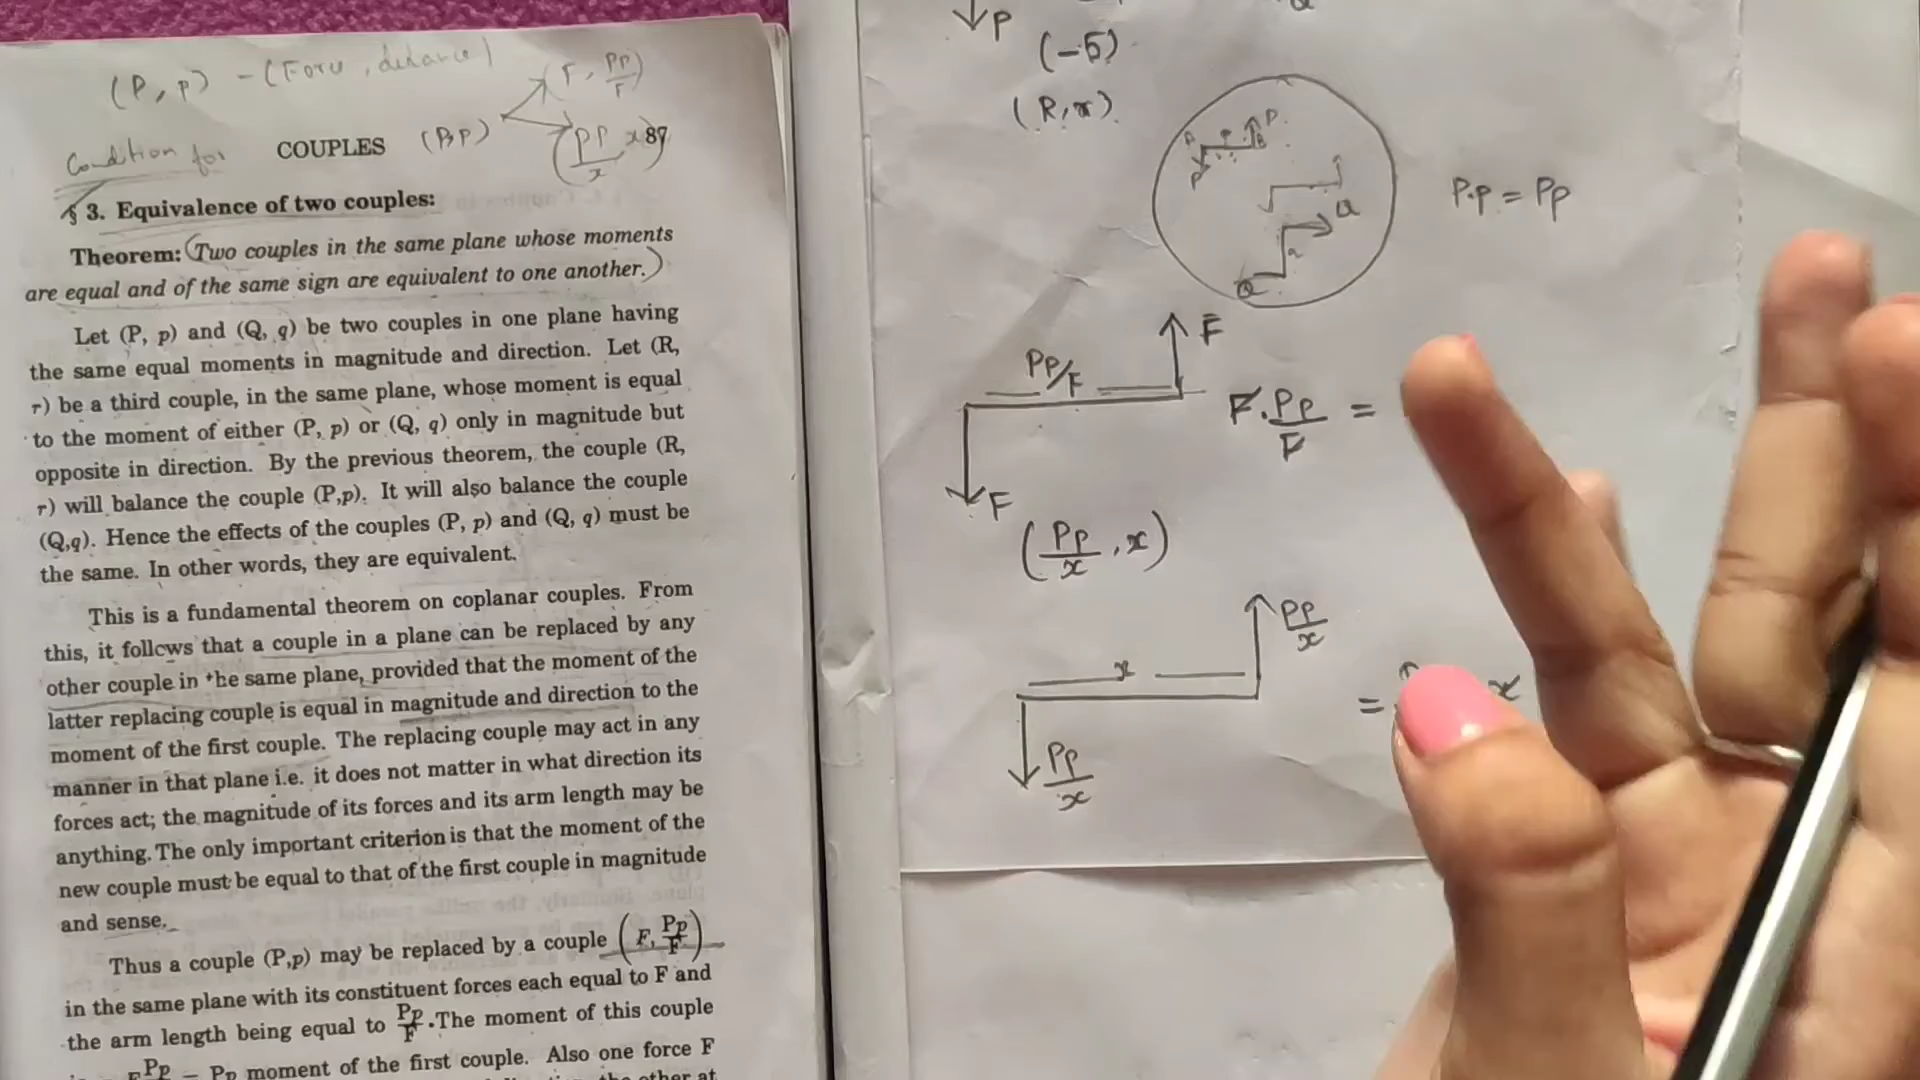 (P, p) - (Force, distance)
(F, Pp/F)
Condition for
COUPLES
(P,p)
(Pp/x, x)
87
§ 3. Equivalence of two couples:
Theorem: (Two couples in the same plane whose moments
are equal and of the same sign are equivalent to one another.)
Let (P, p) and (Q, q) be two couples in one plane having
the same equal moments in magnitude and direction. Let (R,
r) be a third couple, in the same plane, whose moment is equal
to the moment of either (P, p) or (Q, q) only in magnitude but
opposite in direction. By the previous theorem, the couple (R,
r) will balance the couple (P,p). It will also balance the couple
(Q,q). Hence the effects of the couples (P, p) and (Q, q) must be
the same. In other words, they are equivalent.
This is a fundamental theorem on coplanar couples. From
this, it follows that a couple in a plane can be replaced by any
other couple in the same plane, provided that the moment of the
latter replacing couple is equal in magnitude and direction to the
moment of the first couple. The replacing couple may act in any
manner in that plane i.e. it does not matter in what direction its
forces act; the magnitude of its forces and its arm length may be
anything. The only important criterion is that the moment of the
new couple must be equal to that of the first couple in magnitude
and sense.
Thus a couple (P,p) may be replaced by a couple (F, Pp/F)
in the same plane with its constituent forces each equal to F and
the arm length being equal to Pp/F. The moment of this couple
Pp = Pp moment of the first couple. Also one force F
the other at
P
(-5)
(R, r)
P
P
P
Q
Q
P.p = Pp
F
Pp/F
F. Pp/F =
F
(Pp/x, x)
Pp/x
x
= x
Pp/x